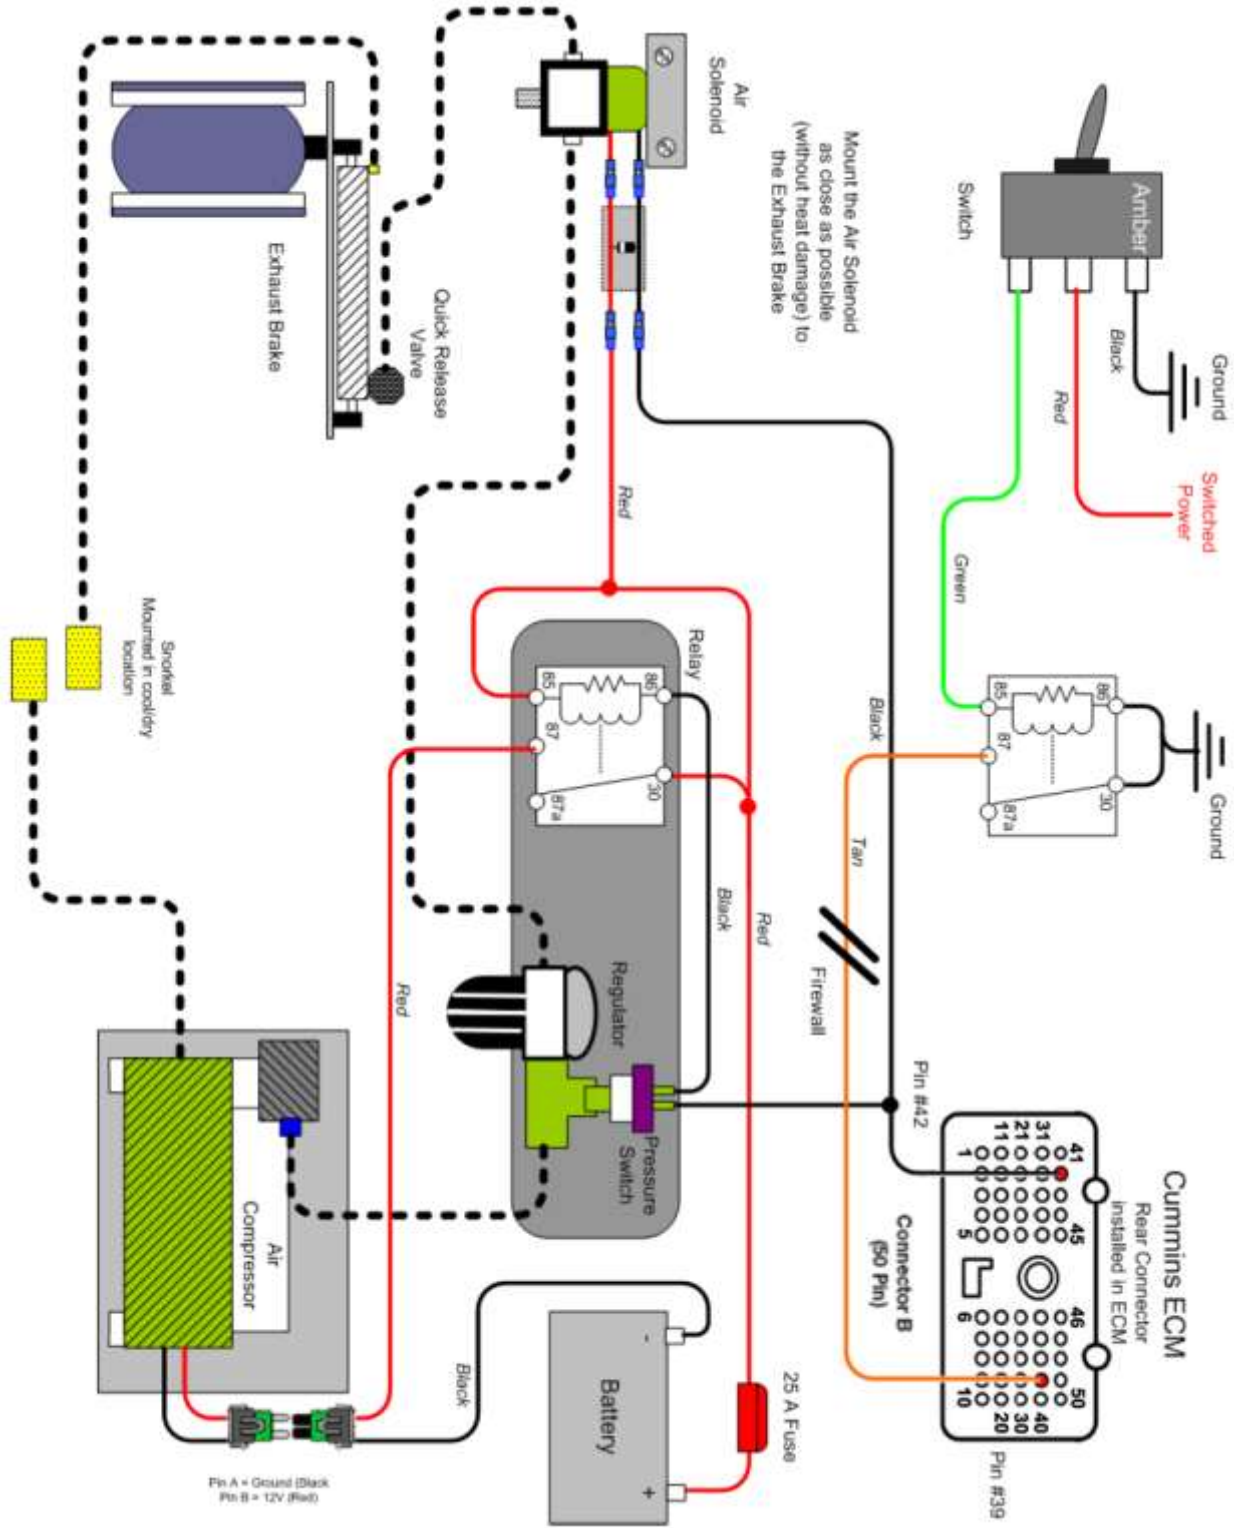 Ground
Switched
Power
Ground
Cummins ECM
Rear Connector
installed in ECM
Amber
Switch
Black
Red
Green
86
30
85
87
87a
41
45
46
50
31
40
21
30
11
20
1
5
6
10
Pin #42
Pin #39
Connector B
(50 Pin)
Black
Tan
Firewall
Mount the Air Solenoid
as close as possible
(without heat damage) to
the Exhaust Brake
Air
Solenoid
Red
Relay
86
30
85
87
87a
Black
Red
Regulator
Pressure
Switch
25 A Fuse
Battery
-
+
Quick Release
Valve
Exhaust Brake
Red
Black
Air
Compressor
Snorkel
Mounted in cool/dry
location
Pin A = Ground (Black
Pin B = 12V (Red)